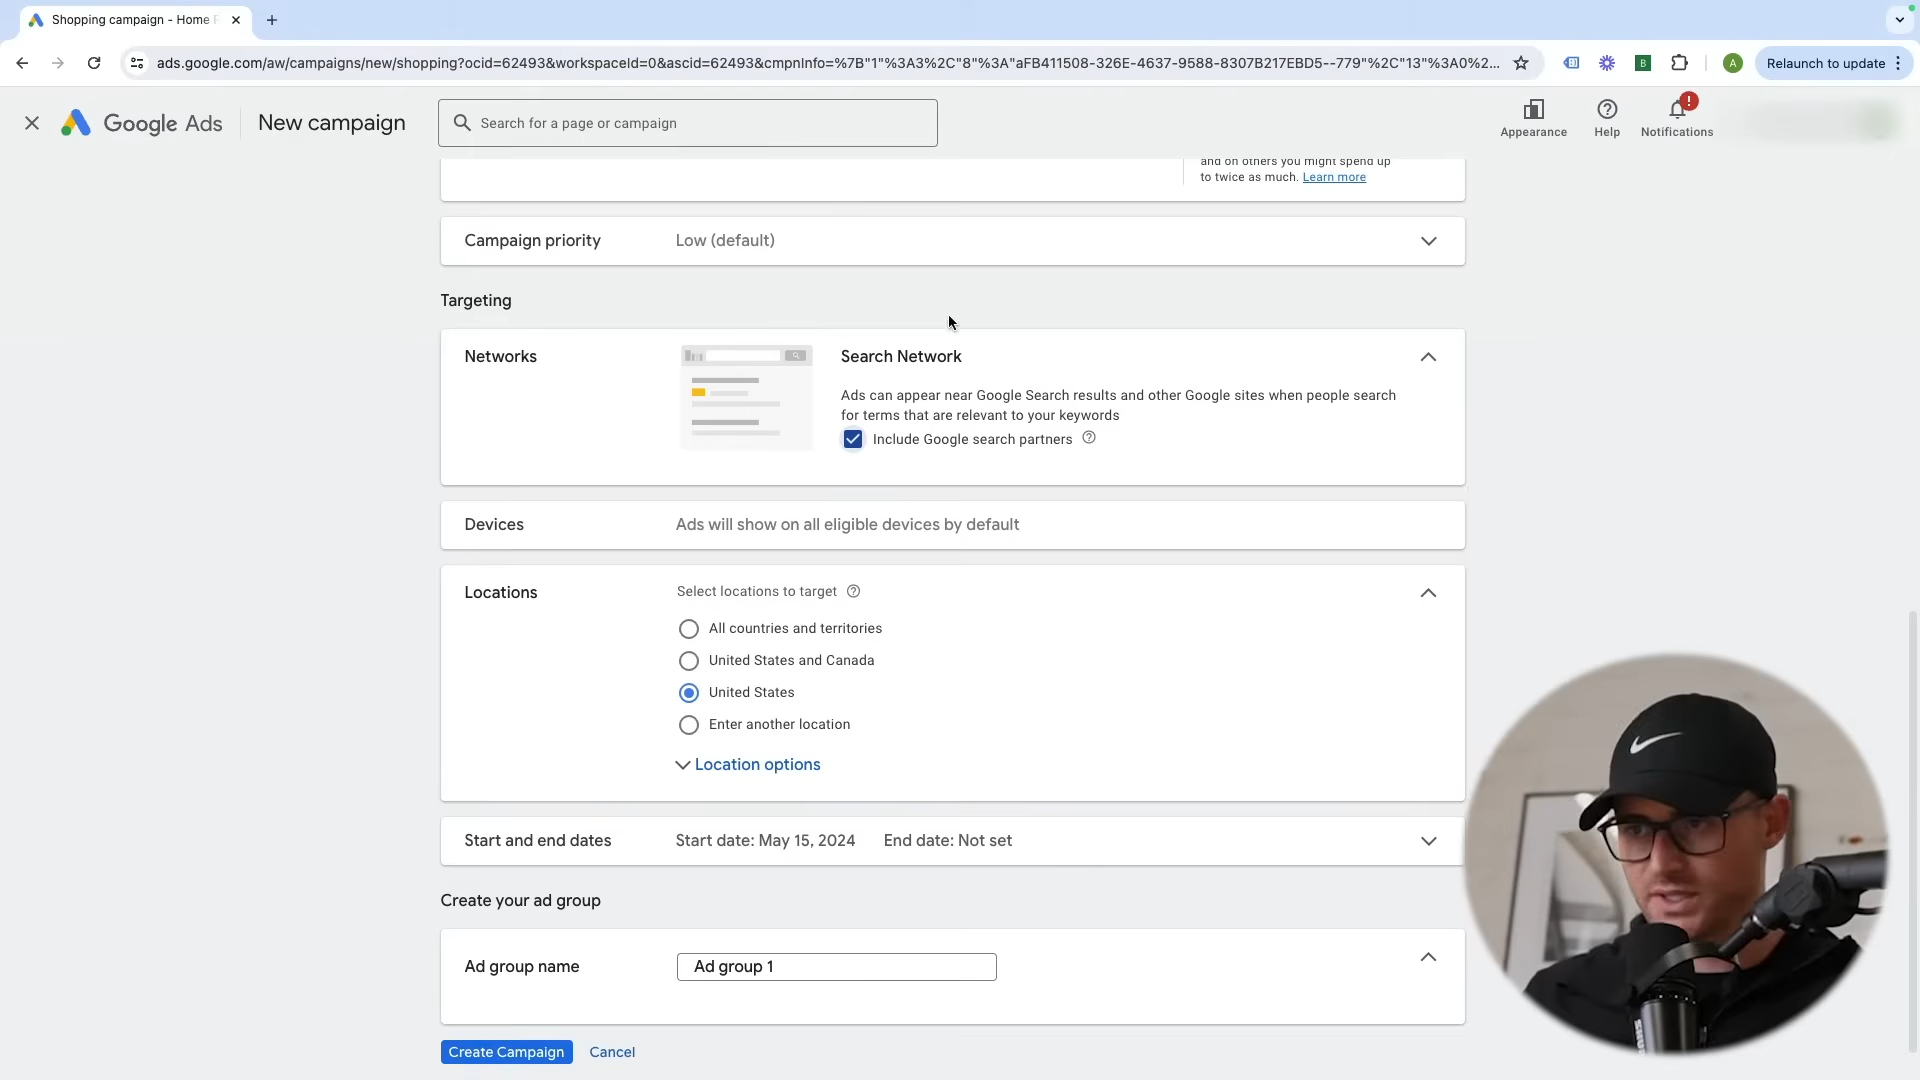 Shopping campaign - Home
ads.google.com/aw/campaigns/new/shopping?ocid=62493&workspaceId=0&ascid=62493&cmpnInfo=%7B"1"%3A3%2C"8"%3A"aFB411508-326E-4637-9588-8307B217EBD5--779"%2C"13"%3A0%2...
A
Relaunch to update
Google Ads
New campaign
Search for a page or campaign
Appearance
Help
Notifications
and on others you might spend up
to twice as much. Learn more
Campaign priority
Low (default)
Targeting
Networks
Search Network
Ads can appear near Google Search results and other Google sites when people search
for terms that are relevant to your keywords
Include Google search partners
Devices
Ads will show on all eligible devices by default
Locations
Select locations to target
All countries and territories
United States and Canada
United States
Enter another location
Location options
Start and end dates
Start date: May 15, 2024
End date: Not set
Create your ad group
Ad group name
Ad group 1
Create Campaign
Cancel